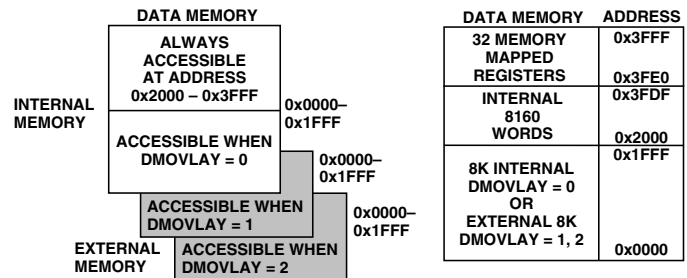 DATA MEMORY
ALWAYS
ACCESSIBLE
AT ADDRESS
0x2000 – 0x3FFF
INTERNAL
MEMORY
0x0000–
0x1FFF
ACCESSIBLE WHEN
DMOVLAY = 0
0x0000–
0x1FFF
ACCESSIBLE WHEN
DMOVLAY = 1
0x0000–
0x1FFF
EXTERNAL
MEMORY
ACCESSIBLE WHEN
DMOVLAY = 2
DATA MEMORY ADDRESS
32 MEMORY
MAPPED
REGISTERS
0x3FFF
0x3FE0
INTERNAL
8160
WORDS
0x3FDF
0x2000
8K INTERNAL
DMOVLAY = 0
OR
EXTERNAL 8K
DMOVLAY = 1, 2
0x1FFF
0x0000